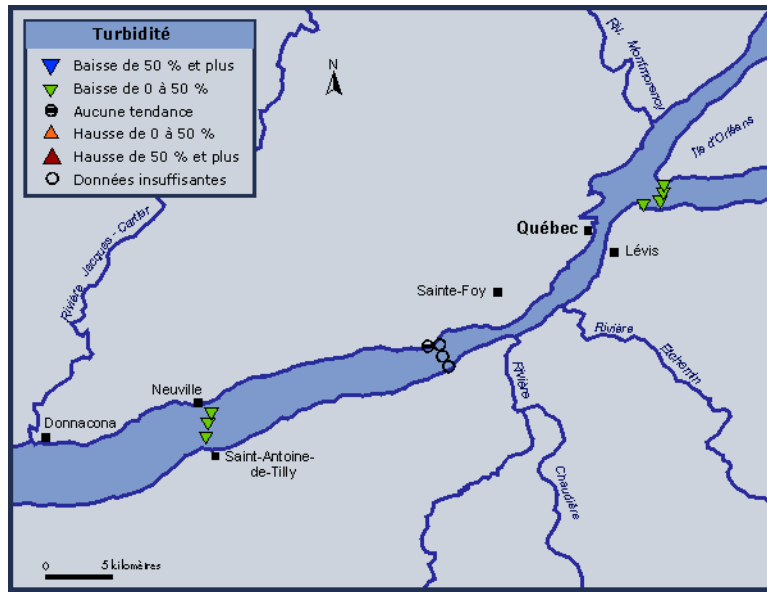 Turbidité
Baisse de 50 % et plus
Baisse de 0 à 50 %
Aucune tendance
Hausse de 0 à 50 %
Hausse de 50 % et plus
Données insuffisantes
N
Riv. Montmorency
Ile d'Orléans
Rivière Jacques-Cartier
Québec
Lévis
Sainte-Foy
Rivière Etchemin
Neuville
Rivière Chaudière
Donnacona
Saint-Antoine-
de-Tilly
0 5 kilomètres